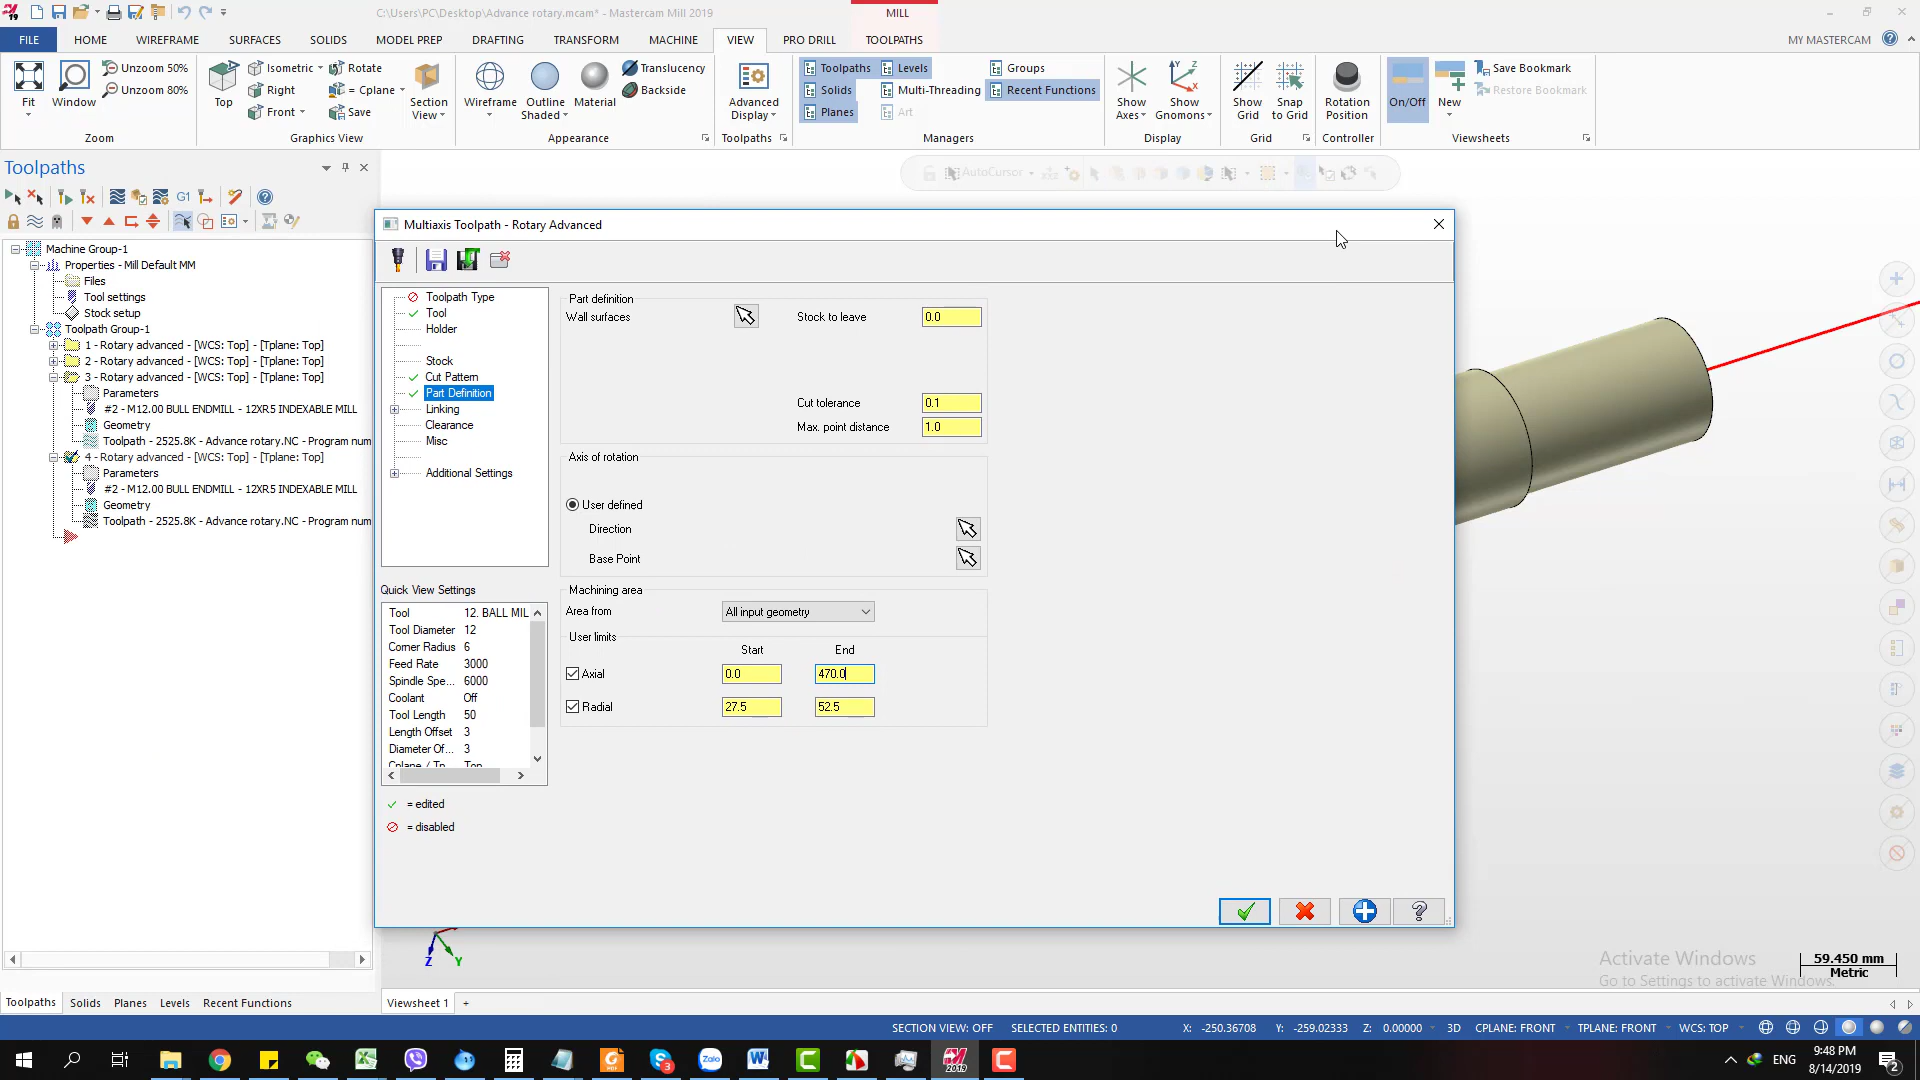 C:\Users\PC\Desktop\Advance rotary.mcam* - Mastercam Mill 2019
MILL
FILE HOME WIREFRAME SURFACES SOLIDS MODEL PREP DRAFTING TRANSFORM MACHINE VIEW PRO DRILL TOOLPATHS MY MASTERCAM
Fit
Window
Unzoom 50%
Unzoom 80%
Zoom
Top
Isometric
Right
Front
Rotate
= Cplane
Save
Section View
Graphics View
Wireframe
Outline Shaded
Material
Translucency
Backside
Appearance
Advanced Display
Toolpaths
Toolpaths
Solids
Planes
Levels
Multi-Threading
Art
Groups
Recent Functions
Managers
Show Axes
Show Gnomons
Display
Show Grid
Snap to Grid
Grid
Rotation Position
Controller
On/Off
New
Save Bookmark
Restore Bookmark
Viewsheets
AutoCursor
Toolpaths
G1
Machine Group-1
Properties - Mill Default MM
Files
Tool settings
Stock setup
Toolpath Group-1
1 - Rotary advanced - [WCS: Top] - [Tplane: Top]
2 - Rotary advanced - [WCS: Top] - [Tplane: Top]
3 - Rotary advanced - [WCS: Top] - [Tplane: Top]
Parameters
#2 - M12.00 BULL ENDMILL - 12XR5 INDEXABLE MILL
Geometry
Toolpath - 2525.8K - Advance rotary.NC - Program num
4 - Rotary advanced - [WCS: Top] - [Tplane: Top]
Parameters
#2 - M12.00 BULL ENDMILL - 12XR5 INDEXABLE MILL
Geometry
Toolpath - 2525.8K - Advance rotary.NC - Program num
Multiaxis Toolpath - Rotary Advanced
Toolpath Type
Tool
Holder
Stock
Cut Pattern
Part Definition
Linking
Clearance
Misc
Additional Settings
Quick View Settings
Tool 12. BALL MIL
Tool Diameter 12
Corner Radius 6
Feed Rate 3000
Spindle Spe... 6000
Coolant Off
Tool Length 50
Length Offset 3
Diameter Of... 3
Cplane / Tp... Top
= edited
= disabled
Part definition
Wall surfaces
Stock to leave 0.0
Cut tolerance 0.1
Max. point distance 1.0
Axis of rotation
User defined
Direction
Base Point
Machining area
Area from All input geometry
User limits
Start End
Axial 0.0 470.0
Radial 27.5 52.5
Z Y
Activate Windows
Go to Settings to activate Windows.
59.450 mm
Metric
Toolpaths Solids Planes Levels Recent Functions
Viewsheet 1 +
SECTION VIEW: OFF SELECTED ENTITIES: 0 X: -250.36708 Y: -259.02333 Z: 0.00000 3D CPLANE: FRONT TPLANE: FRONT WCS: TOP
ENG
9:48 PM
8/14/2019